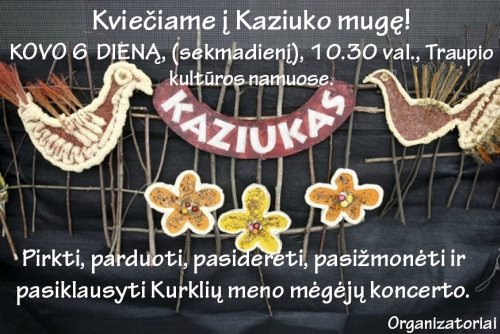 Kviečiame į Kaziuko mugę!
KOVO 6 DIENĄ, (sekmadienį), 10.30 val., Traupio
kultūros namuose.
KAZIUKAS
Pirkti, parduoti, pasiderėti, pasižmonėti ir
pasiklausyti Kurklių meno mėgėjų koncerto.
Organizatoriai